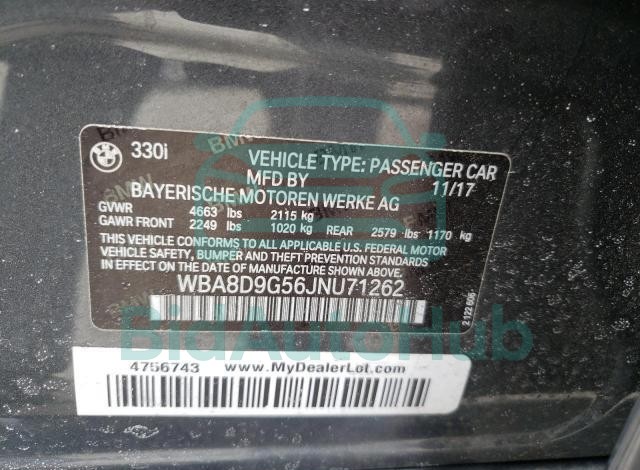 330i
VEHICLE TYPE: PASSENGER CAR
MFD BY 11/17
BAYERISCHE MOTOREN WERKE AG
GVWR 4663 lbs 2115 kg
GAWR FRONT 2249 lbs 1020 kg REAR 2579 lbs 1170 kg
THIS VEHICLE CONFORMS TO ALL APPLICABLE U.S. FEDERAL MOTOR
VEHICLE SAFETY, BUMPER, AND THEFT PREVENTION STANDARDS
IN EFFECT ON THE DATE OF MANUFACTURE SHOWN ABOVE.
WBA8D9G56JNU71262
2 122 606
BidAutoHub
4756743 www.MyDealerLot.com